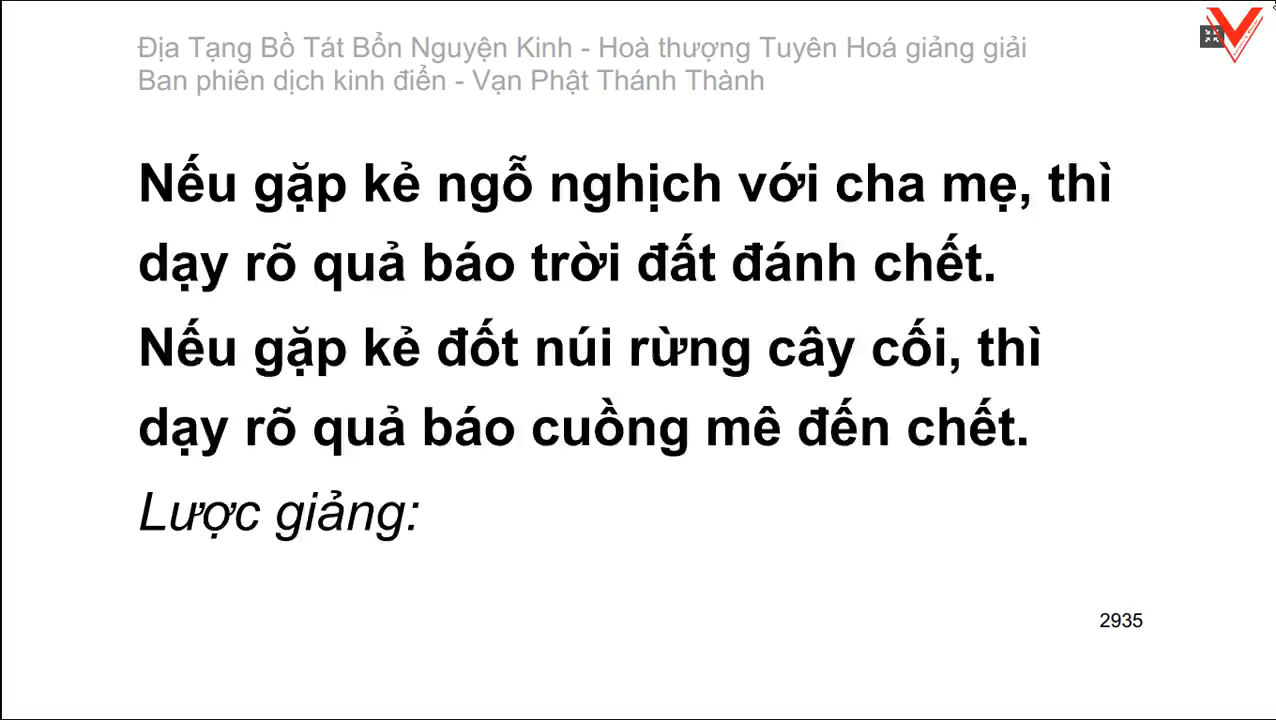 Địa Tạng Bồ Tát Bổn Nguyện Kinh - Hoà thượng Tuyên Hoá giảng giải
Ban phiên dịch kinh điển - Vạn Phật Thánh Thành
Nếu gặp kẻ ngỗ nghịch với cha mẹ, thì
dạy rõ quả báo trời đất đánh chết.
Nếu gặp kẻ đốt núi rừng cây cối, thì
dạy rõ quả báo cuồng mê đến chết.
Lược giảng:
2935